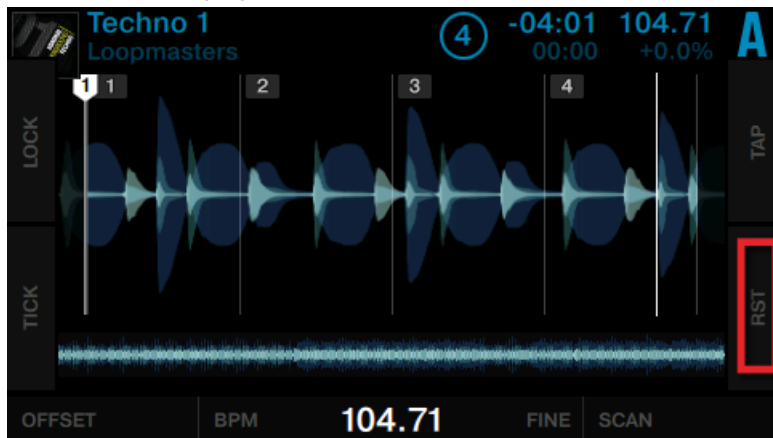 Techno 1
Loopmasters
4
-04:01 104.71
00:00 +0.0%
A
1 1 2 3 4
LOCK
TAP
TICK
RST
OFFSET BPM 104.71 FINE SCAN